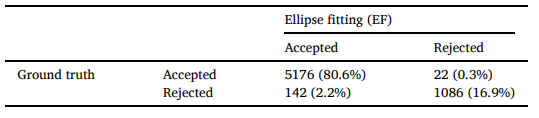 Ellipse fitting (EF)
Accepted Rejected
Ground truth Accepted 5176 (80.6%) 22 (0.3%)
Rejected 142 (2.2%) 1086 (16.9%)